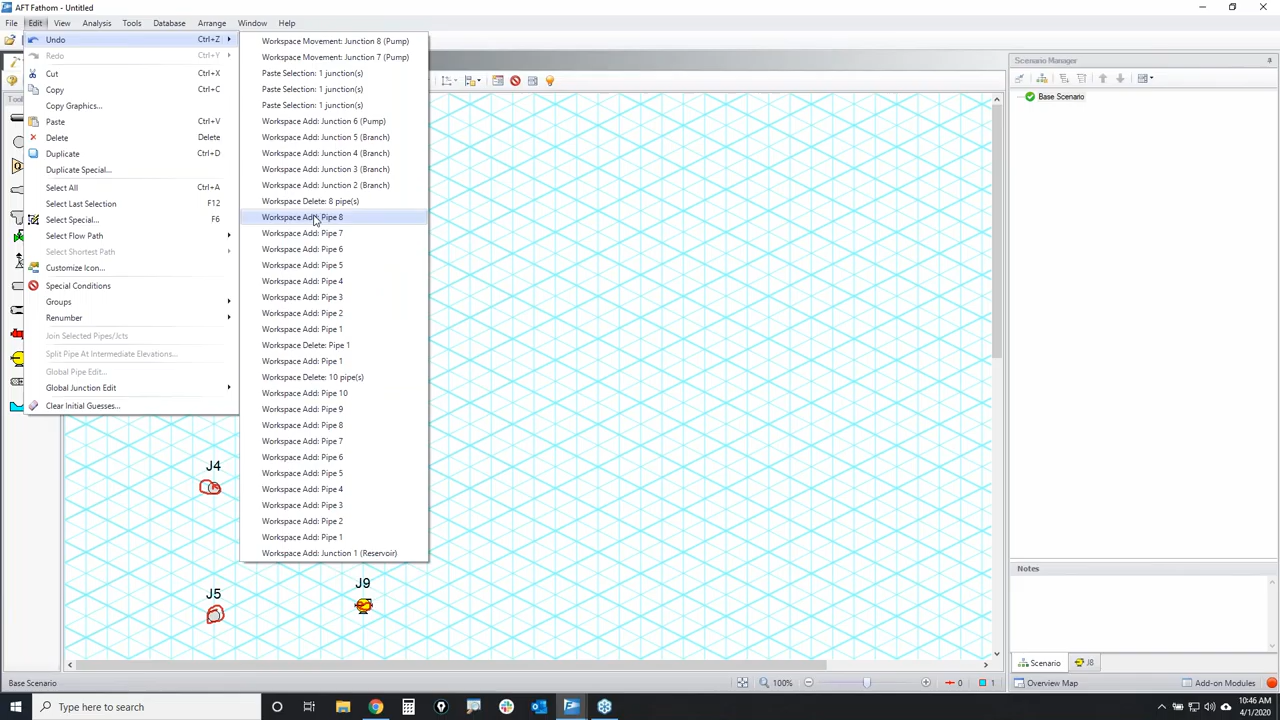 AFT Fathom - Untitled
File Edit View Analysis Tools Database Arrange Window Help
Undo Ctrl+Z
Redo Ctrl+Y
Cut Ctrl+X
Copy Ctrl+C
Copy Graphics...
Paste Ctrl+V
Delete Delete
Duplicate Ctrl+D
Duplicate Special...
Select All Ctrl+A
Select Last Selection F12
Select Special... F6
Select Flow Path
Select Shortest Path
Customize Icon...
Special Conditions
Groups
Renumber
Join Selected Pipes/Jcts
Split Pipe At Intermediate Elevations...
Global Pipe Edit...
Global Junction Edit
Clear Initial Guesses...
Workspace Movement: Junction 8 (Pump)
Workspace Movement: Junction 7 (Pump)
Paste Selection: 1 junction(s)
Paste Selection: 1 junction(s)
Paste Selection: 1 junction(s)
Workspace Add: Junction 6 (Pump)
Workspace Add: Junction 5 (Branch)
Workspace Add: Junction 4 (Branch)
Workspace Add: Junction 3 (Branch)
Workspace Add: Junction 2 (Branch)
Workspace Delete: 8 pipe(s)
Workspace Add: Pipe 8
Workspace Add: Pipe 7
Workspace Add: Pipe 6
Workspace Add: Pipe 5
Workspace Add: Pipe 4
Workspace Add: Pipe 3
Workspace Add: Pipe 2
Workspace Add: Pipe 1
Workspace Delete: Pipe 1
Workspace Add: Pipe 1
Workspace Delete: 10 pipe(s)
Workspace Add: Pipe 10
Workspace Add: Pipe 9
Workspace Add: Pipe 8
Workspace Add: Pipe 7
Workspace Add: Pipe 6
Workspace Add: Pipe 5
Workspace Add: Pipe 4
Workspace Add: Pipe 3
Workspace Add: Pipe 2
Workspace Add: Pipe 1
Workspace Add: Junction 1 (Reservoir)
J4
J5
J9
Scenario Manager
Base Scenario
Notes
Scenario J8
Base Scenario
100%
0
1
Overview Map
Add-on Modules
Type here to search
10:46 AM
4/1/2020